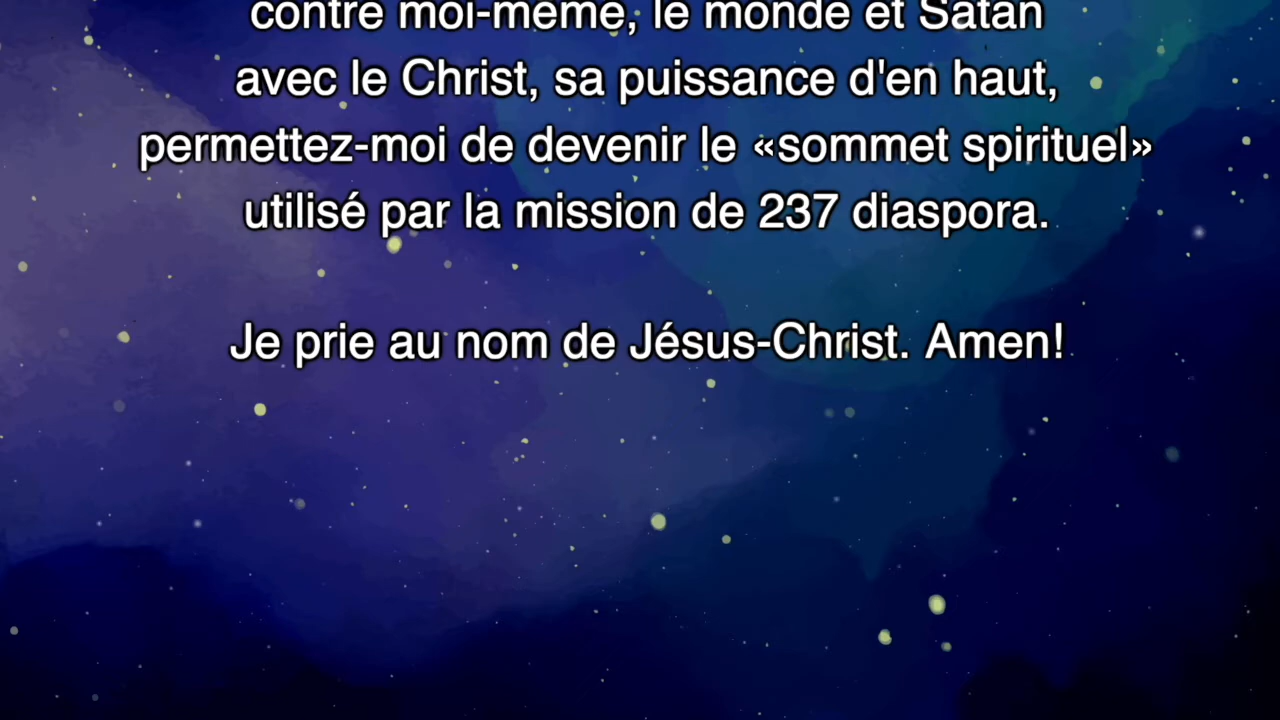 contre moi-même, le monde et Satan
avec le Christ, sa puissance d'en haut,
permettez-moi de devenir le «sommet spirituel»
utilisé par la mission de 237 diaspora.
Je prie au nom de Jésus-Christ. Amen!